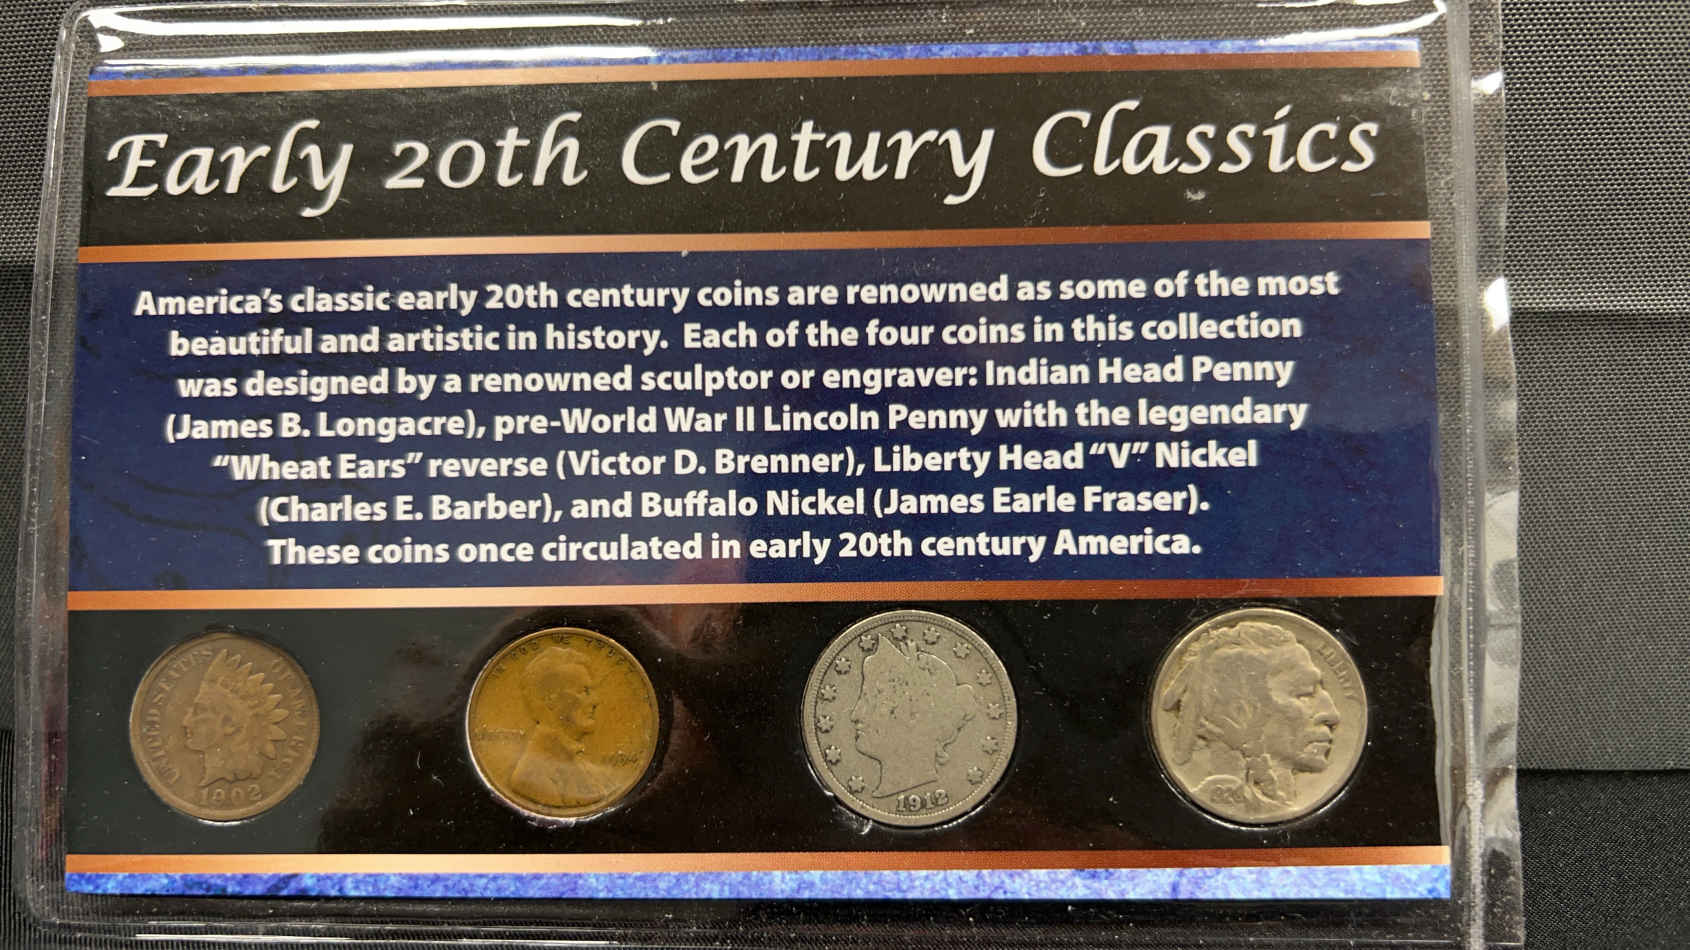 Early 20th Century Classics
America's classic early 20th century coins are renowned as some of the most
beautiful and artistic in history. Each of the four coins in this collection
was designed by a renowned sculptor or engraver: Indian Head Penny
(James B. Longacre), pre-World War II Lincoln Penny with the legendary
"Wheat Ears" reverse (Victor D. Brenner), Liberty Head "V" Nickel
(Charles E. Barber), and Buffalo Nickel (James Earle Fraser).
These coins once circulated in early 20th century America.
UNITED STATES OF AMERICA
1902
LIBERTY
1912
LIBERTY